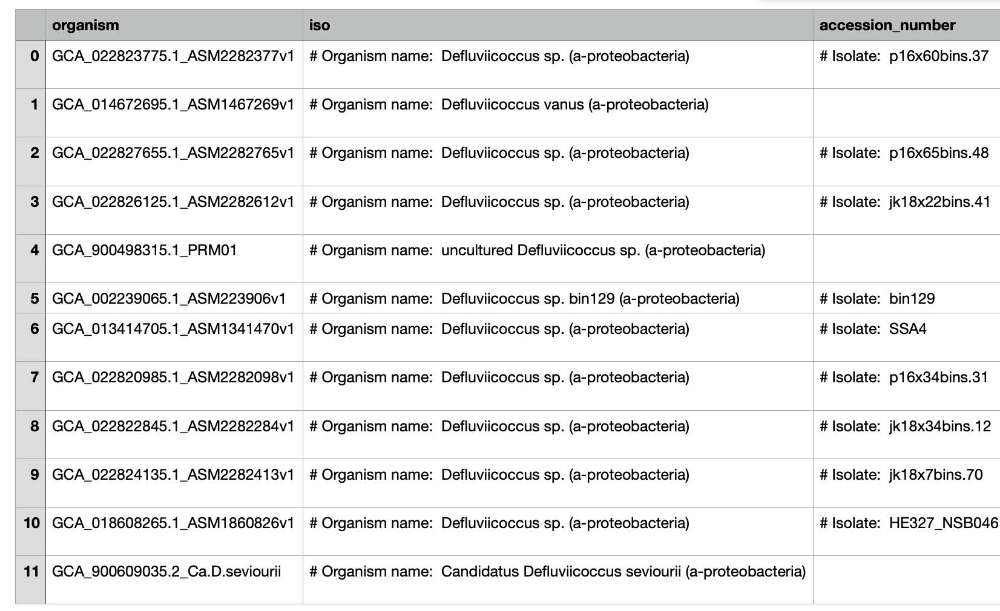 organism iso accession_number
0 GCA_022823775.1_ASM2282377v1 # Organism name: Defluviicoccus sp. (a-proteobacteria) # Isolate: p16x60bins.37
1 GCA_014672695.1_ASM1467269v1 # Organism name: Defluviicoccus vanus (a-proteobacteria)
2 GCA_022827655.1_ASM2282765v1 # Organism name: Defluviicoccus sp. (a-proteobacteria) # Isolate: p16x65bins.48
3 GCA_022826125.1_ASM2282612v1 # Organism name: Defluviicoccus sp. (a-proteobacteria) # Isolate: jk18x22bins.41
4 GCA_900498315.1_PRM01 # Organism name: uncultured Defluviicoccus sp. (a-proteobacteria)
5 GCA_002239065.1_ASM223906v1 # Organism name: Defluviicoccus sp. bin129 (a-proteobacteria) # Isolate: bin129
6 GCA_013414705.1_ASM1341470v1 # Organism name: Defluviicoccus sp. (a-proteobacteria) # Isolate: SSA4
7 GCA_022820985.1_ASM2282098v1 # Organism name: Defluviicoccus sp. (a-proteobacteria) # Isolate: p16x34bins.31
8 GCA_022822845.1_ASM2282284v1 # Organism name: Defluviicoccus sp. (a-proteobacteria) # Isolate: jk18x34bins.12
9 GCA_022824135.1_ASM2282413v1 # Organism name: Defluviicoccus sp. (a-proteobacteria) # Isolate: jk18x7bins.70
10 GCA_018608265.1_ASM1860826v1 # Organism name: Defluviicoccus sp. (a-proteobacteria) # Isolate: HE327_NSB046
11 GCA_900609035.2_Ca.D.seviourii # Organism name: Candidatus Defluviicoccus seviourii (a-proteobacteria)